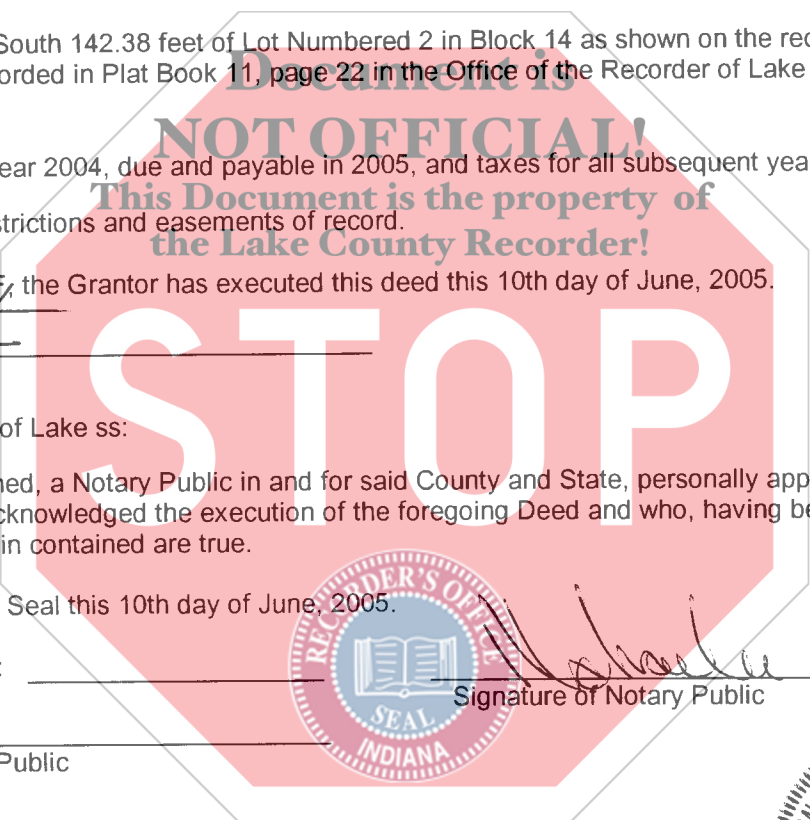 South 142.38 feet of Lot Numbered 2 in Block 14 as shown on the rec
orded in Plat Book 11, page 22 in the Office of the Recorder of Lake
Document is
NOT OFFICIAL!
ear 2004, due and payable in 2005, and taxes for all subsequent yea
This Document is the property of
strictions and easements of record.
the Lake County Recorder!
the Grantor has executed this deed this 10th day of June, 2005.
STOP
of Lake ss:
ned, a Notary Public in and for said County and State, personally app
cknowledged the execution of the foregoing Deed and who, having be
in contained are true.
Seal this 10th day of June, 2005.
RECORDER'S OFFICE
SEAL
INDIANA
Signature of Notary Public
Public